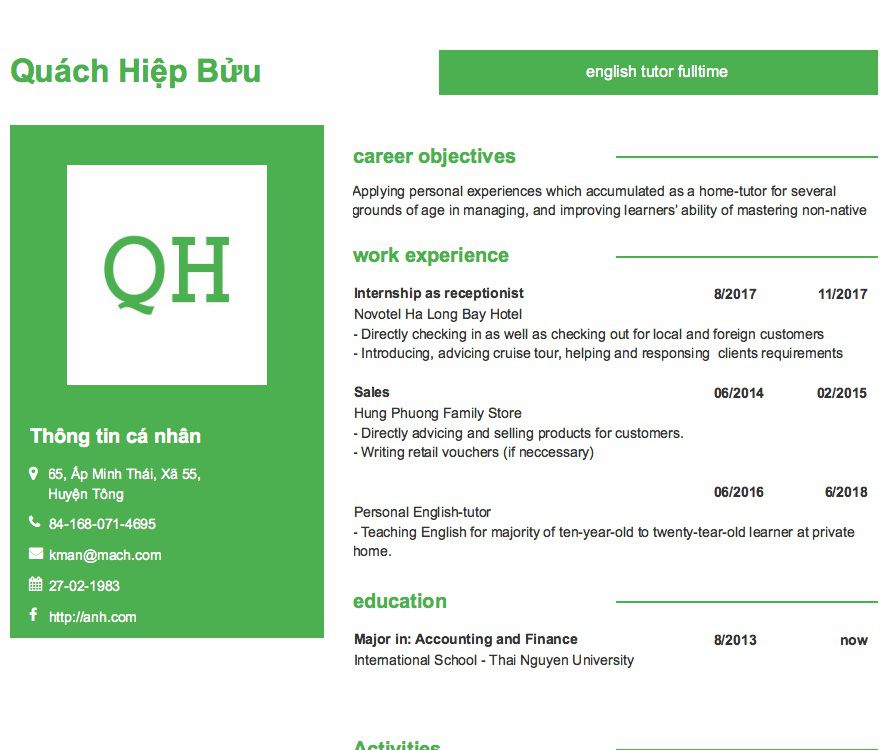 Quách Hiệp Bửu
english tutor fulltime
QH
Thông tin cá nhân
65, Ấp Minh Thái, Xã 55,
Huyện Tông
84-168-071-4695
kman@mach.com
27-02-1983
http://anh.com
career objectives
Applying personal experiences which accumulated as a home-tutor for several
grounds of age in managing, and improving learners' ability of mastering non-native
work experience
Internship as receptionist 8/2017 11/2017
Novotel Ha Long Bay Hotel
- Directly checking in as well as checking out for local and foreign customers
- Introducing, advicing cruise tour, helping and responsing clients requirements
Sales 06/2014 02/2015
Hung Phuong Family Store
- Directly advicing and selling products for customers.
- Writing retail vouchers (if neccessary)
06/2016 6/2018
Personal English-tutor
- Teaching English for majority of ten-year-old to twenty-tear-old learner at private
home.
education
Major in: Accounting and Finance 8/2013 now
International School - Thai Nguyen University
Activities